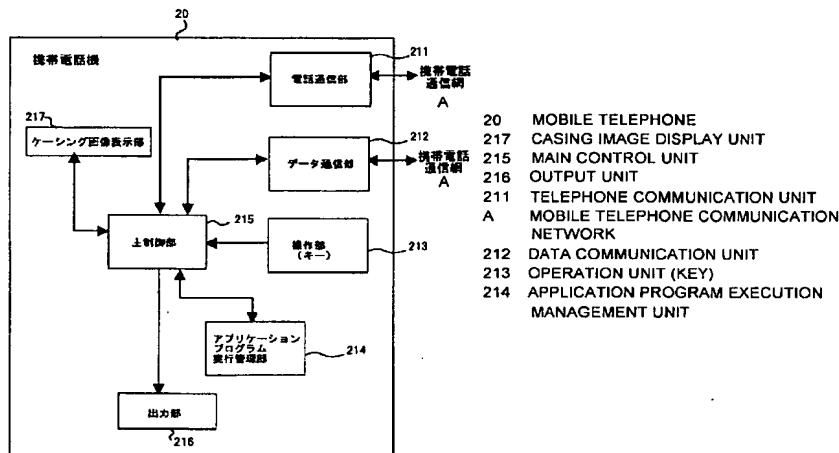 20
携帯電話機
211
電話通信部
携帯電話
通信網
A
217
ケーシング画像表示部
212
データ通信部
携帯電話
通信網
A
215
主制御部
操作部
(キー)
213
アプリケーション
プログラム
実行管理部
214
出力部
216
20 MOBILE TELEPHONE
217 CASING IMAGE DISPLAY UNIT
215 MAIN CONTROL UNIT
216 OUTPUT UNIT
211 TELEPHONE COMMUNICATION UNIT
A MOBILE TELEPHONE COMMUNICATION
NETWORK
212 DATA COMMUNICATION UNIT
213 OPERATION UNIT (KEY)
214 APPLICATION PROGRAM EXECUTION
MANAGEMENT UNIT